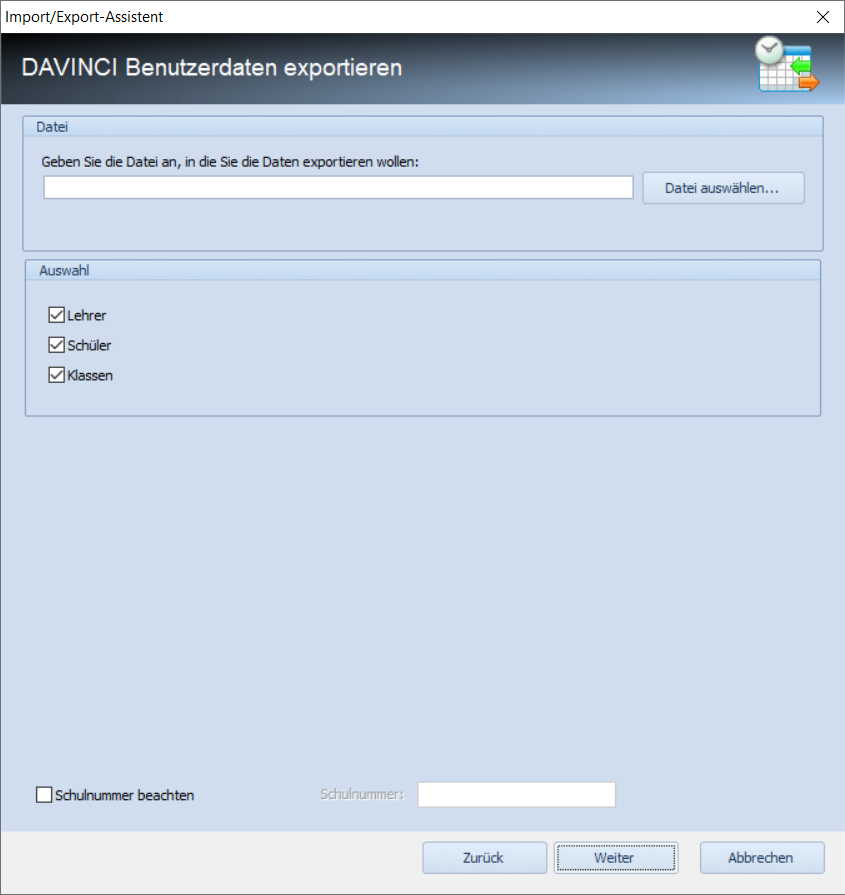 Import/Export-Assistent
DAVINCI Benutzerdaten exportieren
Datei
Geben Sie die Datei an, in die Sie die Daten exportieren wollen:
Datei auswählen...
Auswahl
Lehrer
Schüler
Klassen
Schulnummer beachten Schulnummer:
Zurück Weiter Abbrechen